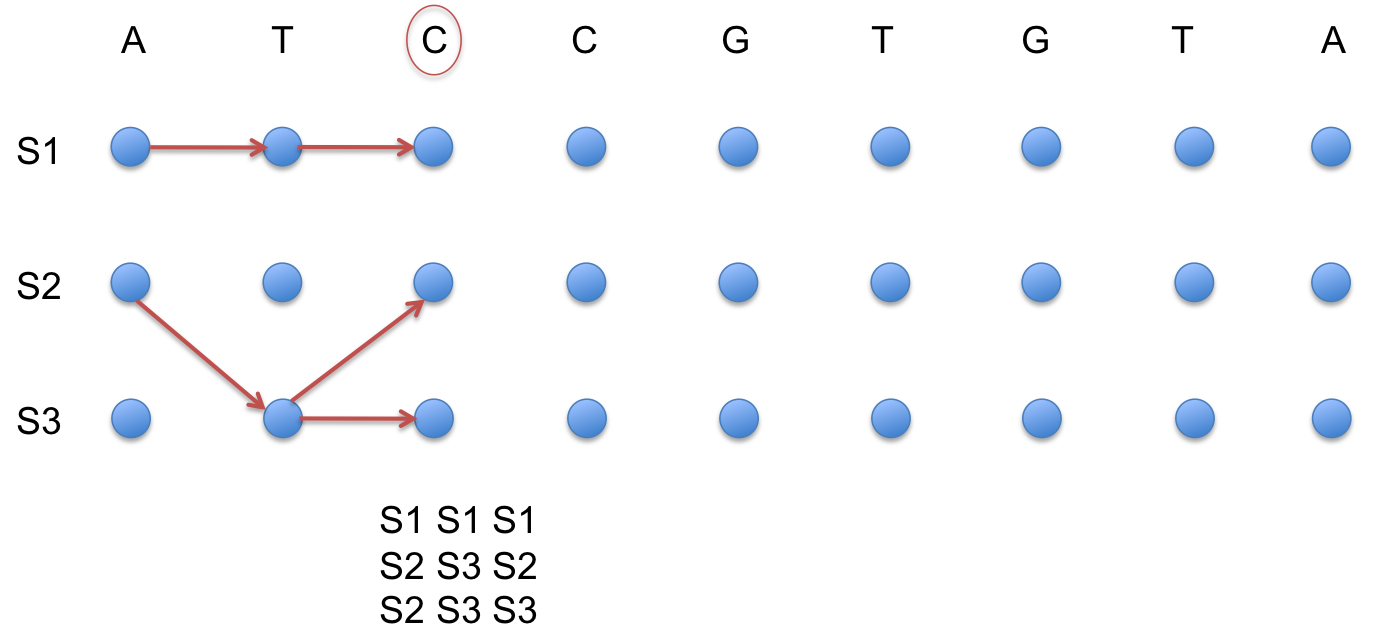 A T C C G T G T A
S1
S2
S3
S1 S1 S1
S2 S3 S2
S2 S3 S3